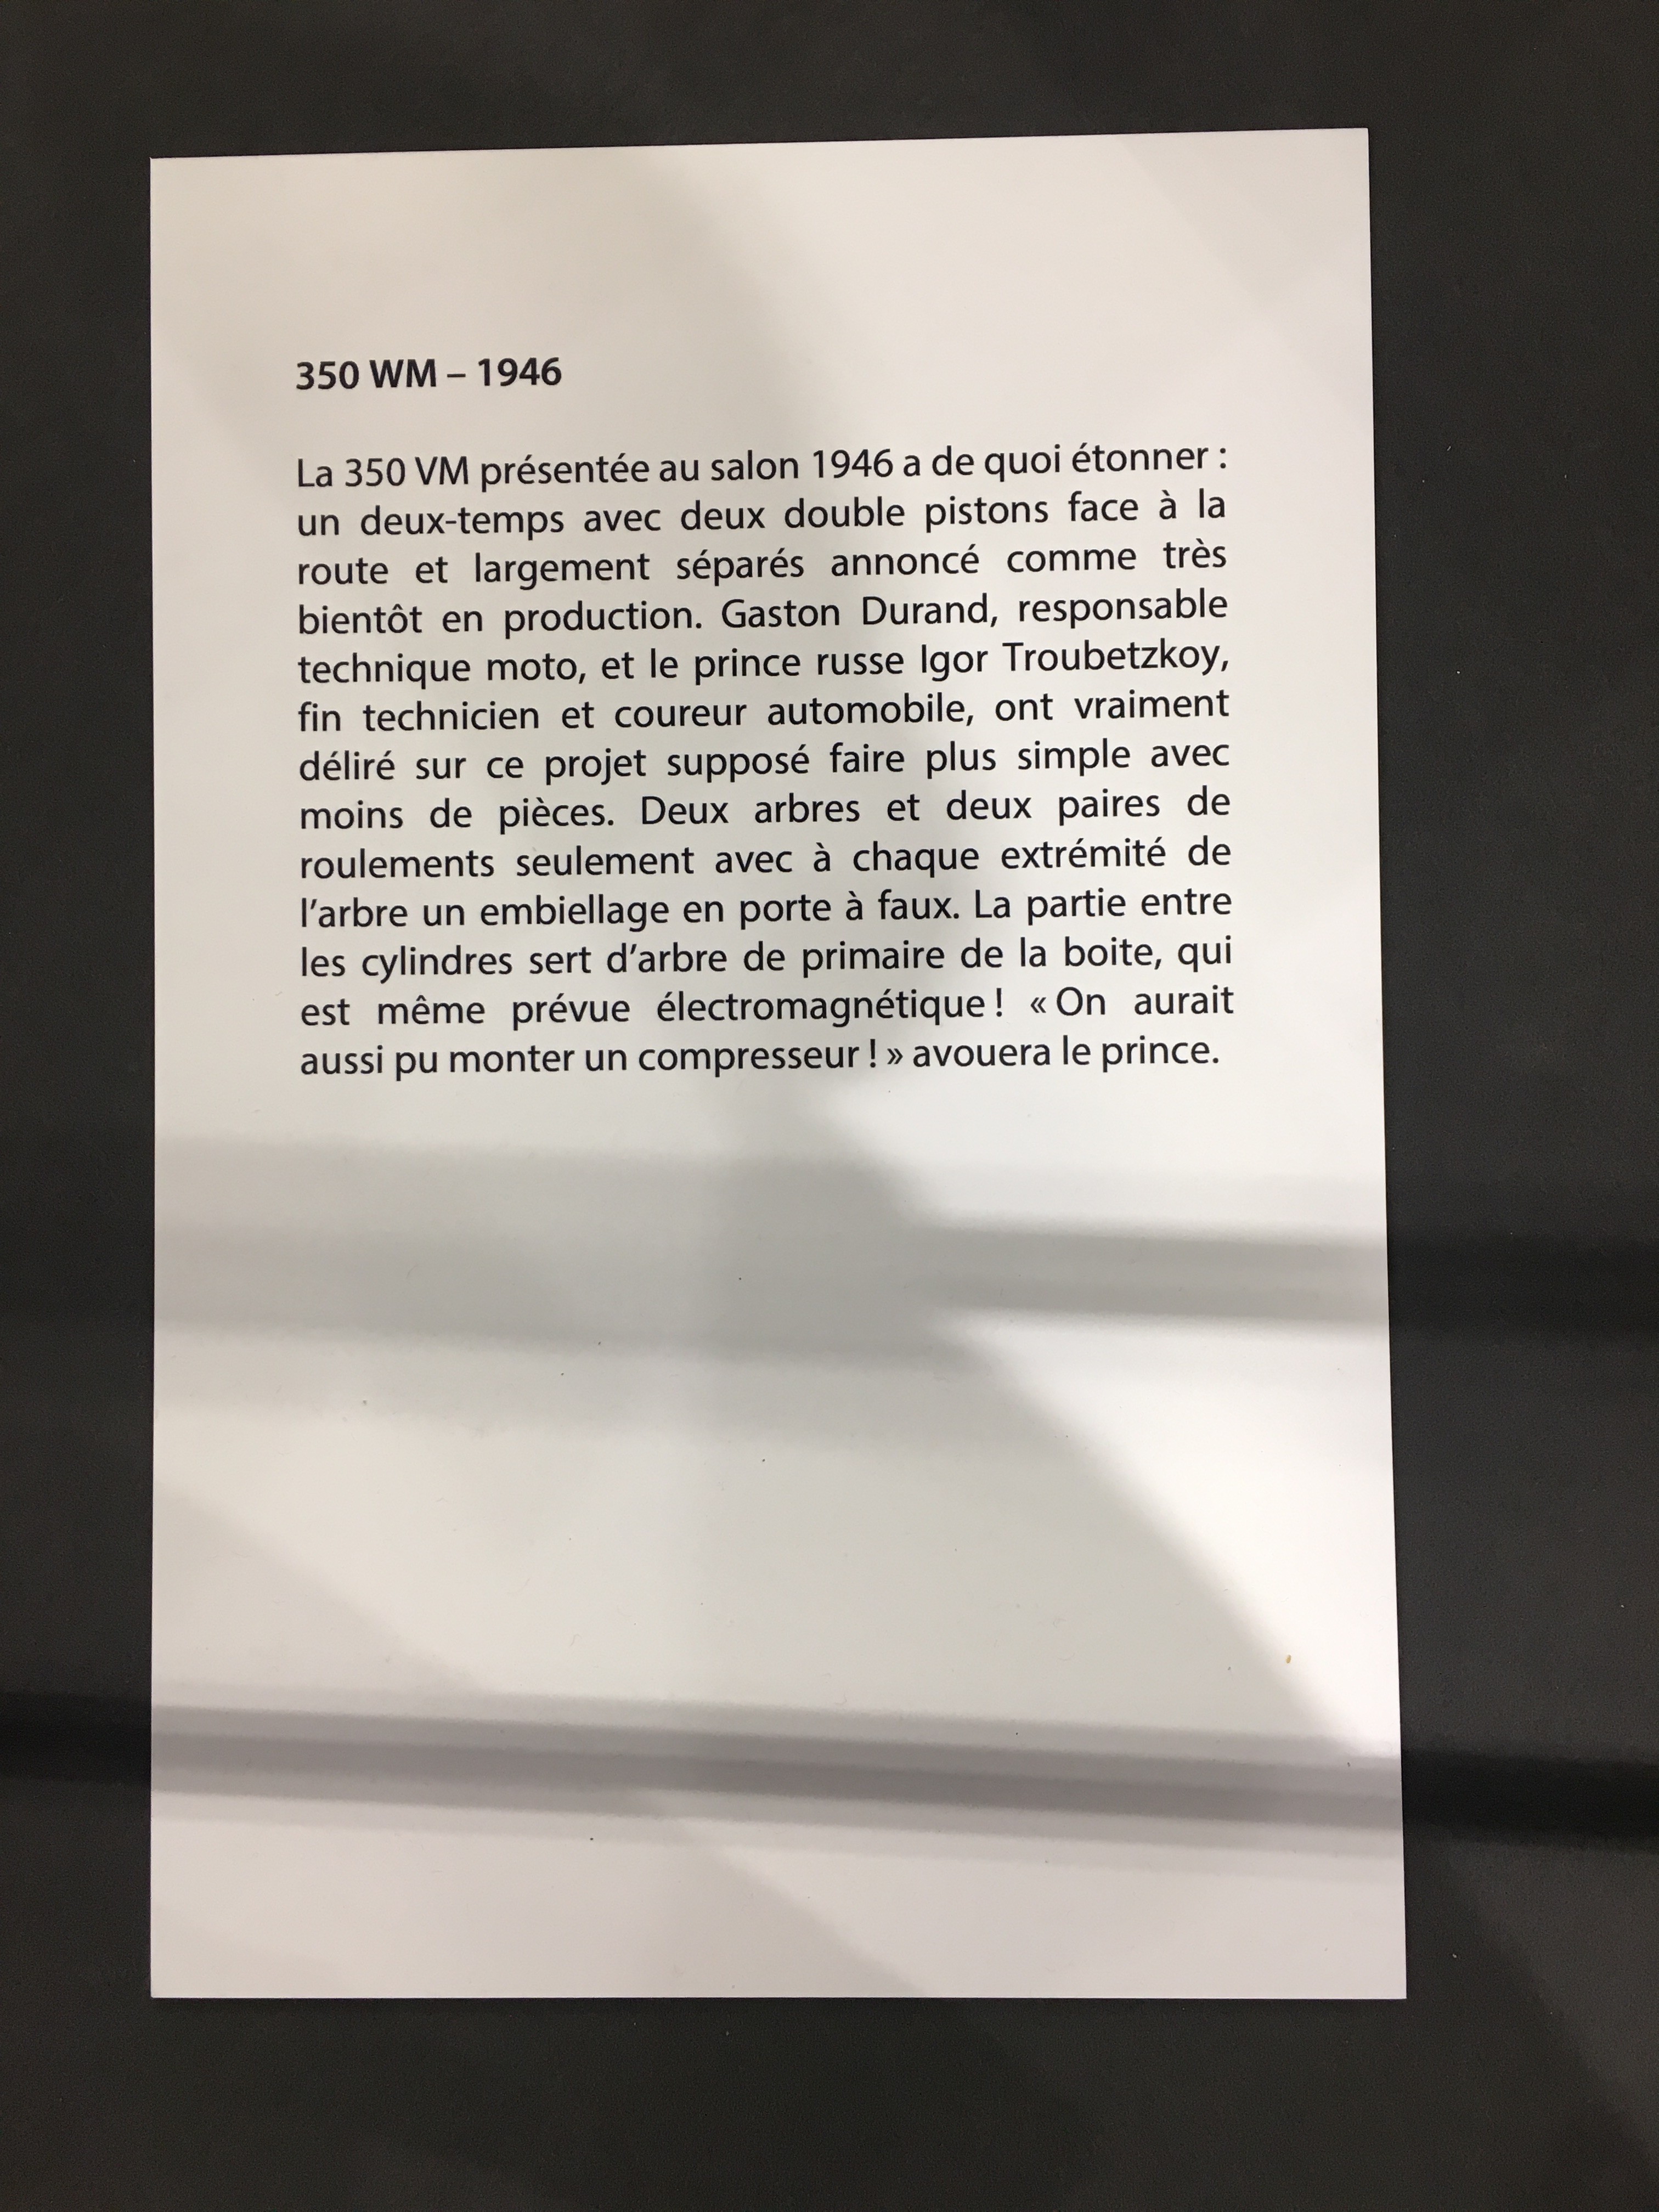 350 WM – 1946
La 350 VM présentée au salon 1946 a de quoi étonner :
un deux-temps avec deux double pistons face à la
route et largement séparés annoncé comme très
bientôt en production. Gaston Durand, responsable
technique moto, et le prince russe Igor Troubetzkoy,
fin technicien et coureur automobile, ont vraiment
déliré sur ce projet supposé faire plus simple avec
moins de pièces. Deux arbres et deux paires de
roulements seulement avec à chaque extrémité de
l'arbre un embiellage en porte à faux. La partie entre
les cylindres sert d'arbre de primaire de la boite, qui
est même prévue électromagnétique ! « On aurait
aussi pu monter un compresseur ! » avouera le prince.